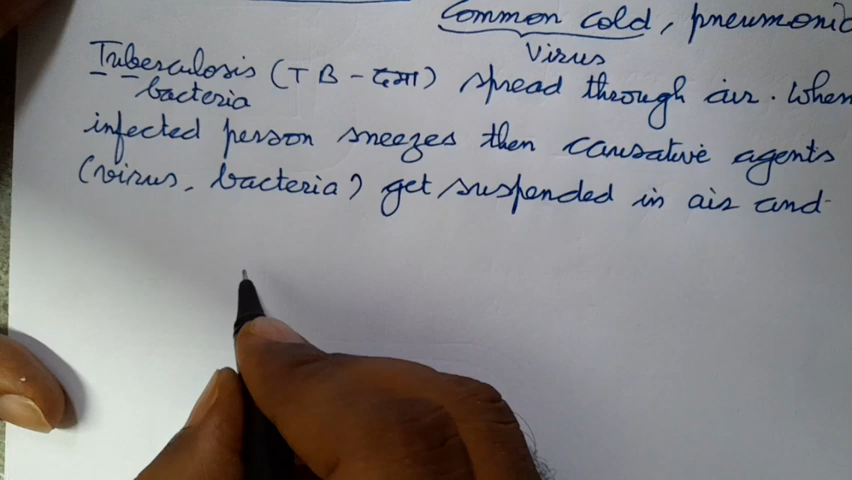 Common cold, pneumonia
Virus
Tuberculosis (TB - दमा) spread through air. When
bacteria
infected person sneezes then causative agents
(virus, bacteria) get suspended in air and